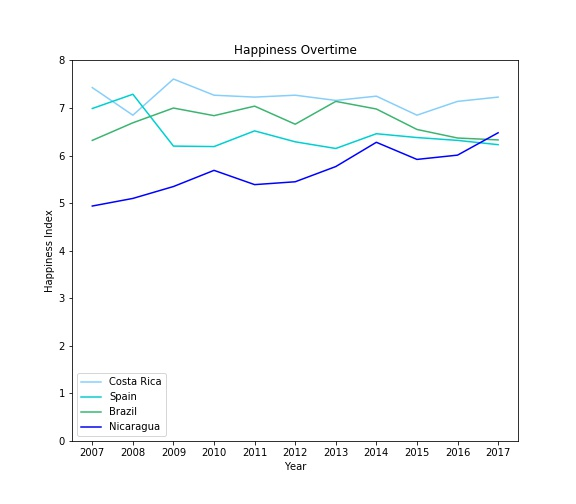 Happiness Overtime
8
7
6
5
4
3
2
1
0
Happiness Index
Costa Rica
Spain
Brazil
Nicaragua
2007 2008 2009 2010 2011 2012 2013 2014 2015 2016 2017
Year